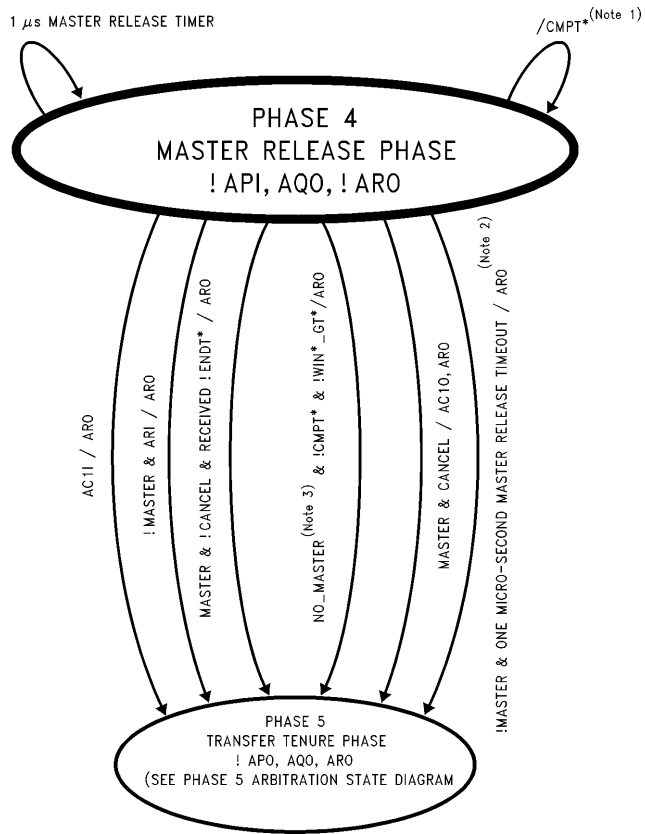 1 μs MASTER RELEASE TIMER
/CMPT* (Note 1)
PHASE 4
MASTER RELEASE PHASE
! API, AQO, ! ARO
AC1I / ARO
!MASTER & ARI / ARO
MASTER & !CANCEL & RECEIVED !ENDT* / ARO
NO_MASTER (Note 3) & !CMPT* & !WIN*_GT*/ARO
MASTER & CANCEL / AC1O, ARO
!MASTER & ONE MICRO-SECOND MASTER RELEASE TIMEOUT / ARO (Note 2)
PHASE 5
TRANSFER TENURE PHASE
! APO, AQO, ARO
(SEE PHASE 5 ARBITRATION STATE DIAGRAM